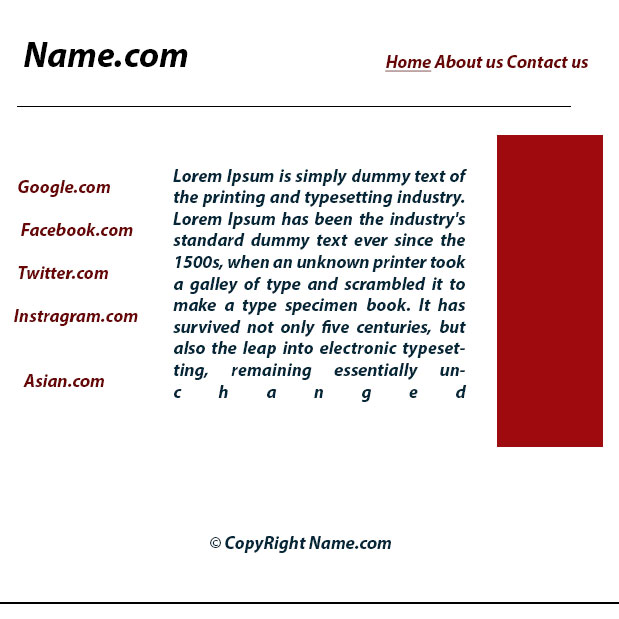 Name.com
Home About us Contact us
Google.com
Facebook.com
Twitter.com
Instragram.com
Asian.com
Lorem Ipsum is simply dummy text of
the printing and typesetting industry.
Lorem Ipsum has been the industry's
standard dummy text ever since the
1500s, when an unknown printer took
a galley of type and scrambled it to
make a type specimen book. It has
survived not only five centuries, but
also the leap into electronic typeset-
ting, remaining essentially un-
changed
© CopyRight Name.com